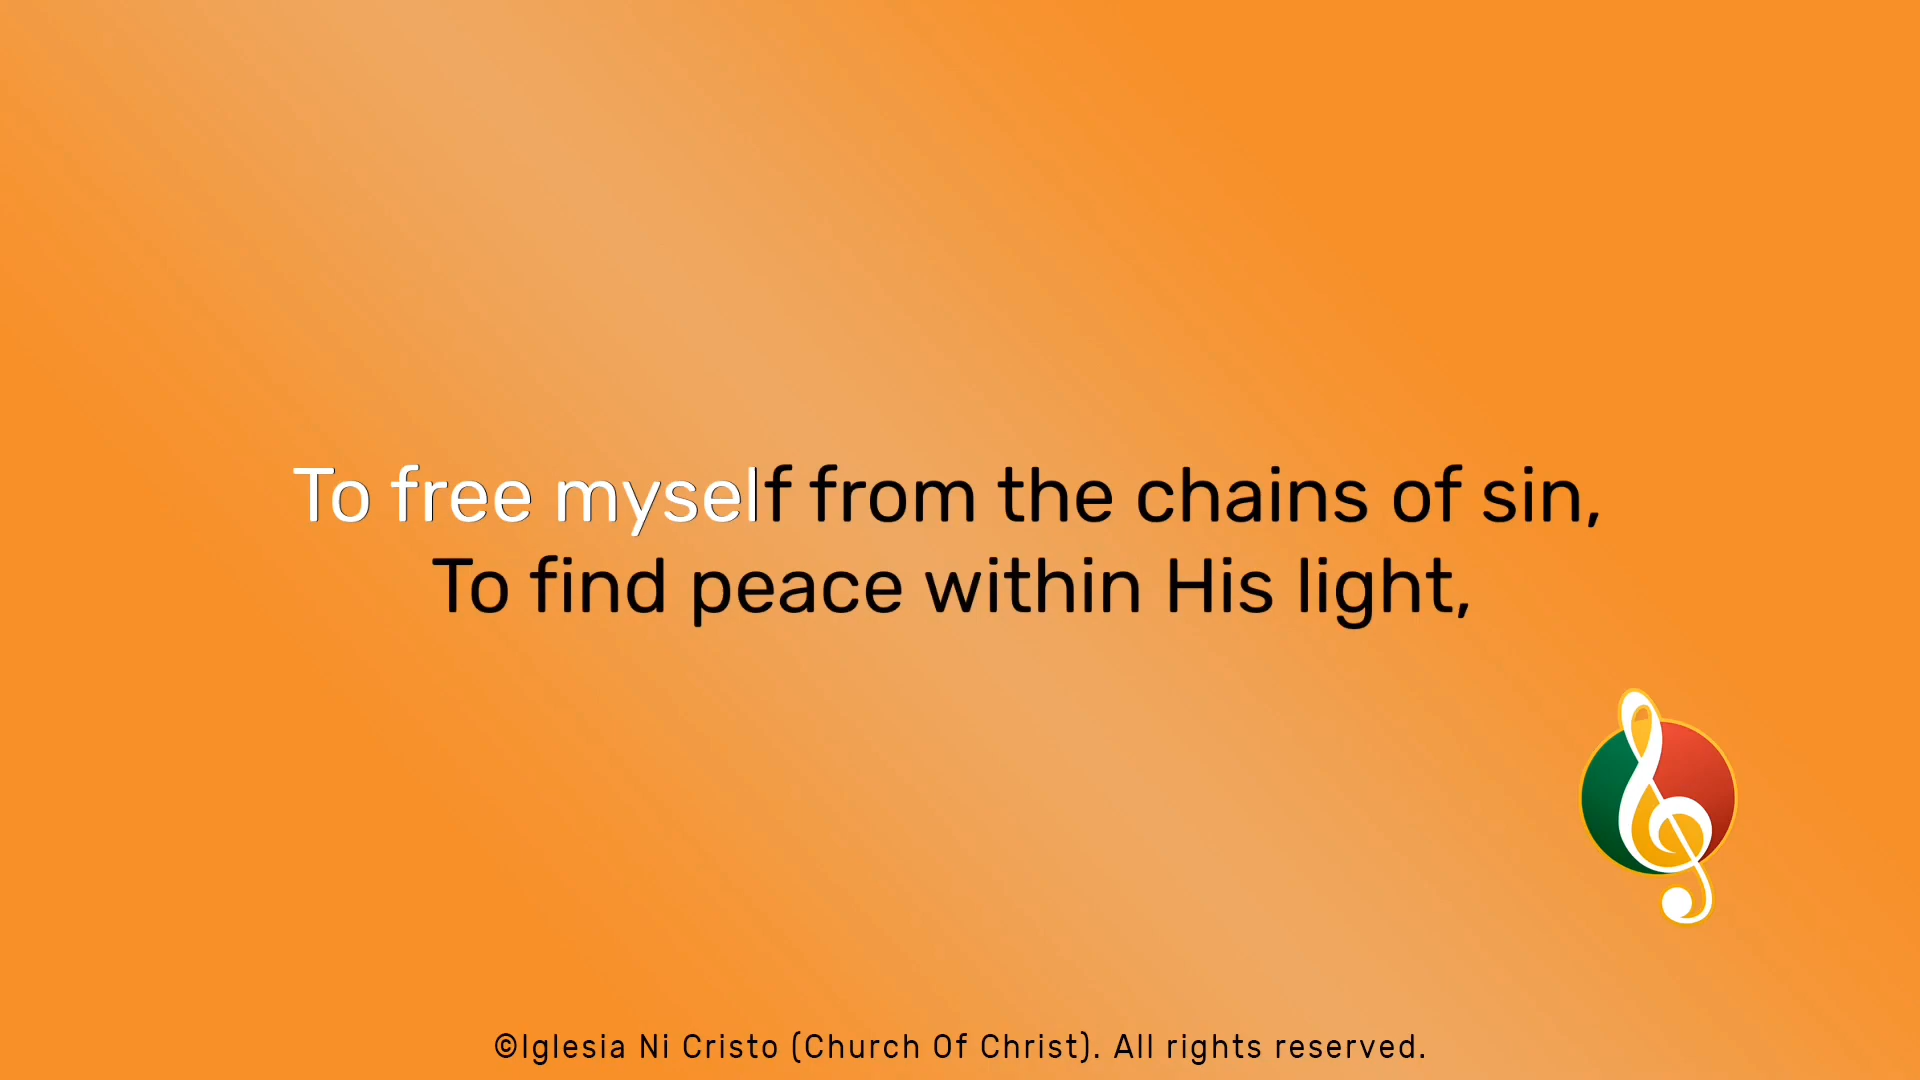 To free myself from the chains of sin,
To find peace within His light,
©Iglesia Ni Cristo (Church Of Christ). All rights reserved.